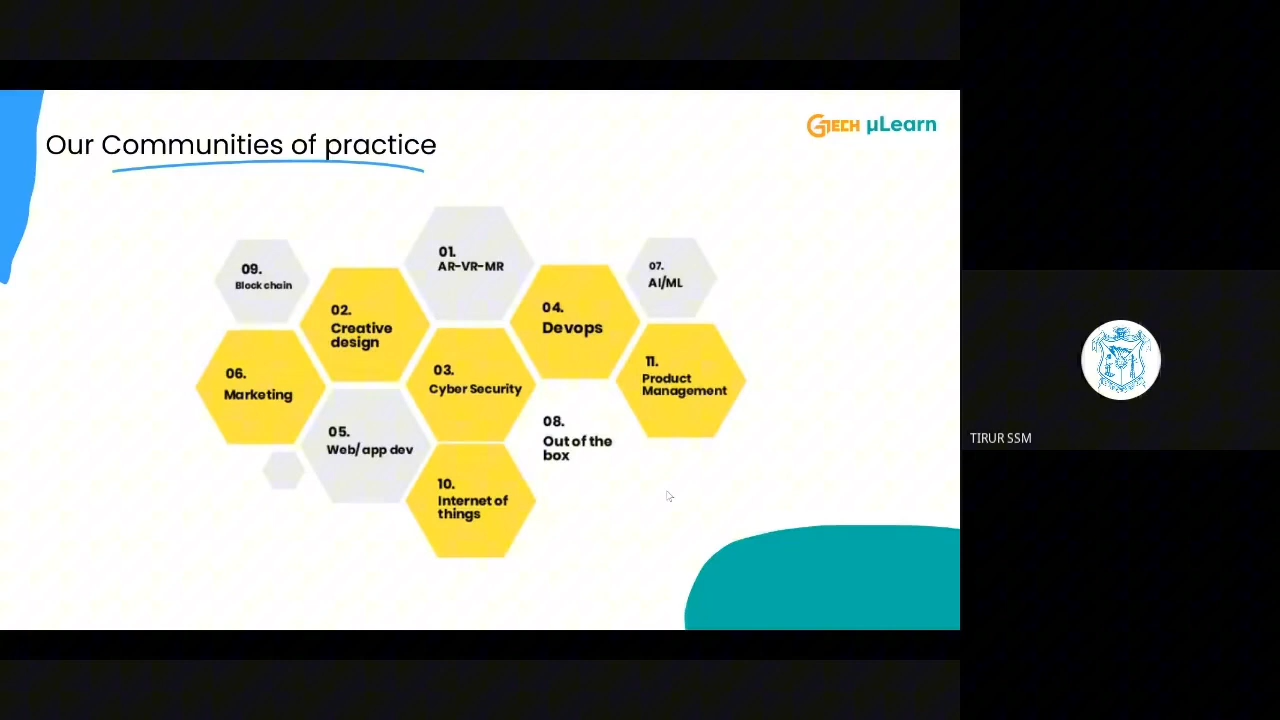 Our Communities of practice
GTECH µLearn
01.
AR-VR-MR
09.
Block chain
07.
AI/ML
02.
Creative
design
04.
Devops
06.
Marketing
03.
Cyber Security
11.
Product
Management
05.
Web/app dev
08.
Out of the
box
10.
Internet of
things
TIRUR SSM